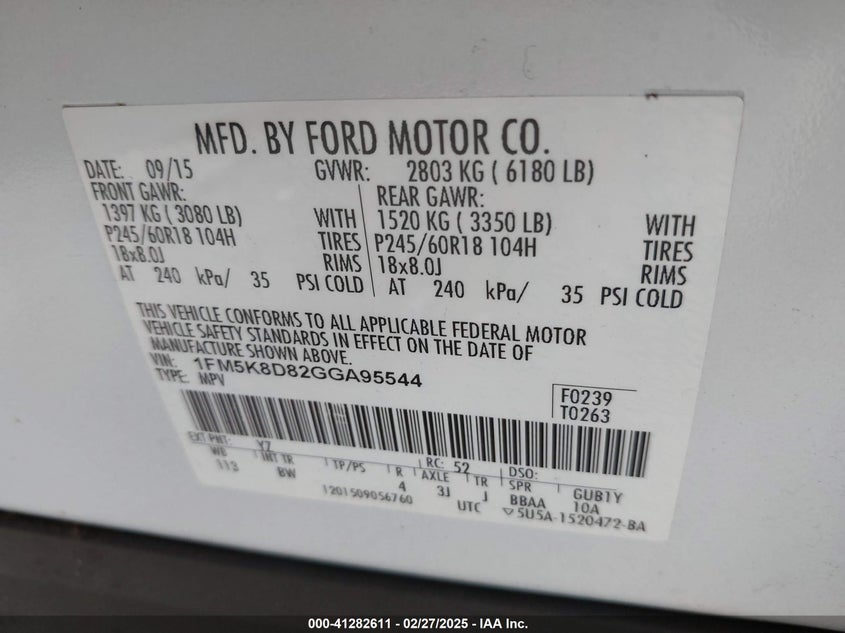 MFD. BY FORD MOTOR CO.
DATE: 09/15 GVWR: 2803 KG ( 6180 LB)
FRONT GAWR: REAR GAWR:
1397 KG ( 3080 LB) WITH 1520 KG ( 3350 LB) WITH
P245/60R18 104H TIRES P245/60R18 104H TIRES
18x8.0J RIMS 18x8.0J RIMS
AT 240 kPa/ 35 PSI COLD AT 240 kPa/ 35 PSI COLD
THIS VEHICLE CONFORMS TO ALL APPLICABLE FEDERAL MOTOR
VEHICLE SAFETY STANDARDS IN EFFECT ON THE DATE OF
MANUFACTURE SHOWN ABOVE.
VIN: 1FM5K8D82GGA95544
TYPE: MPV
F0239
T0263
EXT PNT: YZ RC: 52 DSO:
WB INT TR TP/PS R AXLE TR SPR GUB1Y
113 BW 4 3J J BBAA 10A
1201509056760 UTC ▽5U5A-1520472-BA
000-41282611 - 02/27/2025 - IAA Inc.